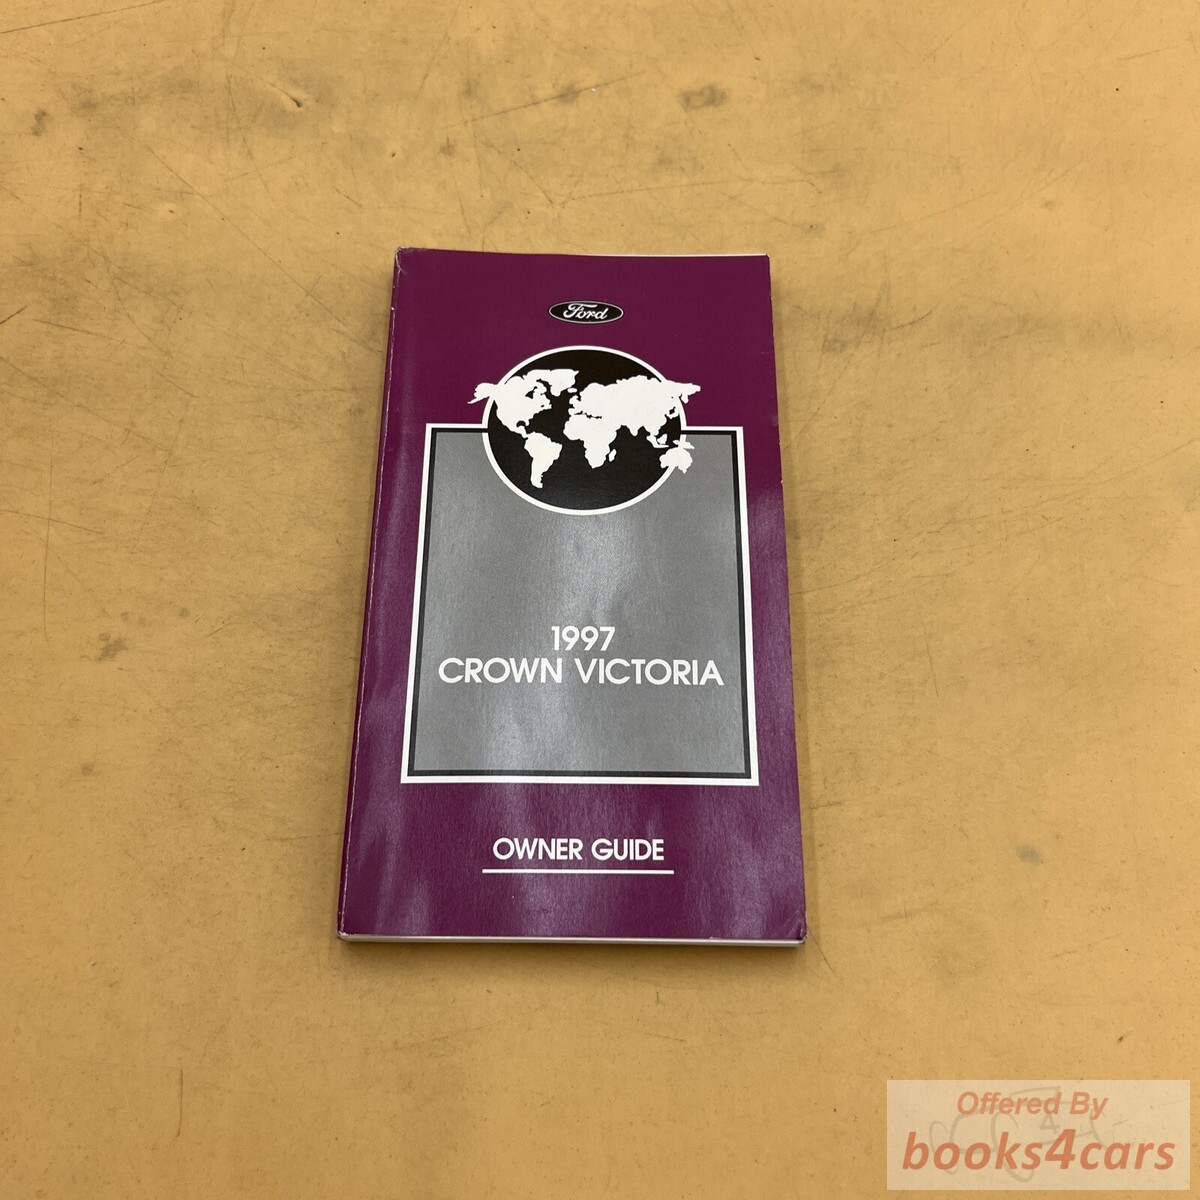 Ford
1997
CROWN VICTORIA
OWNER GUIDE
Offered By
books4cars